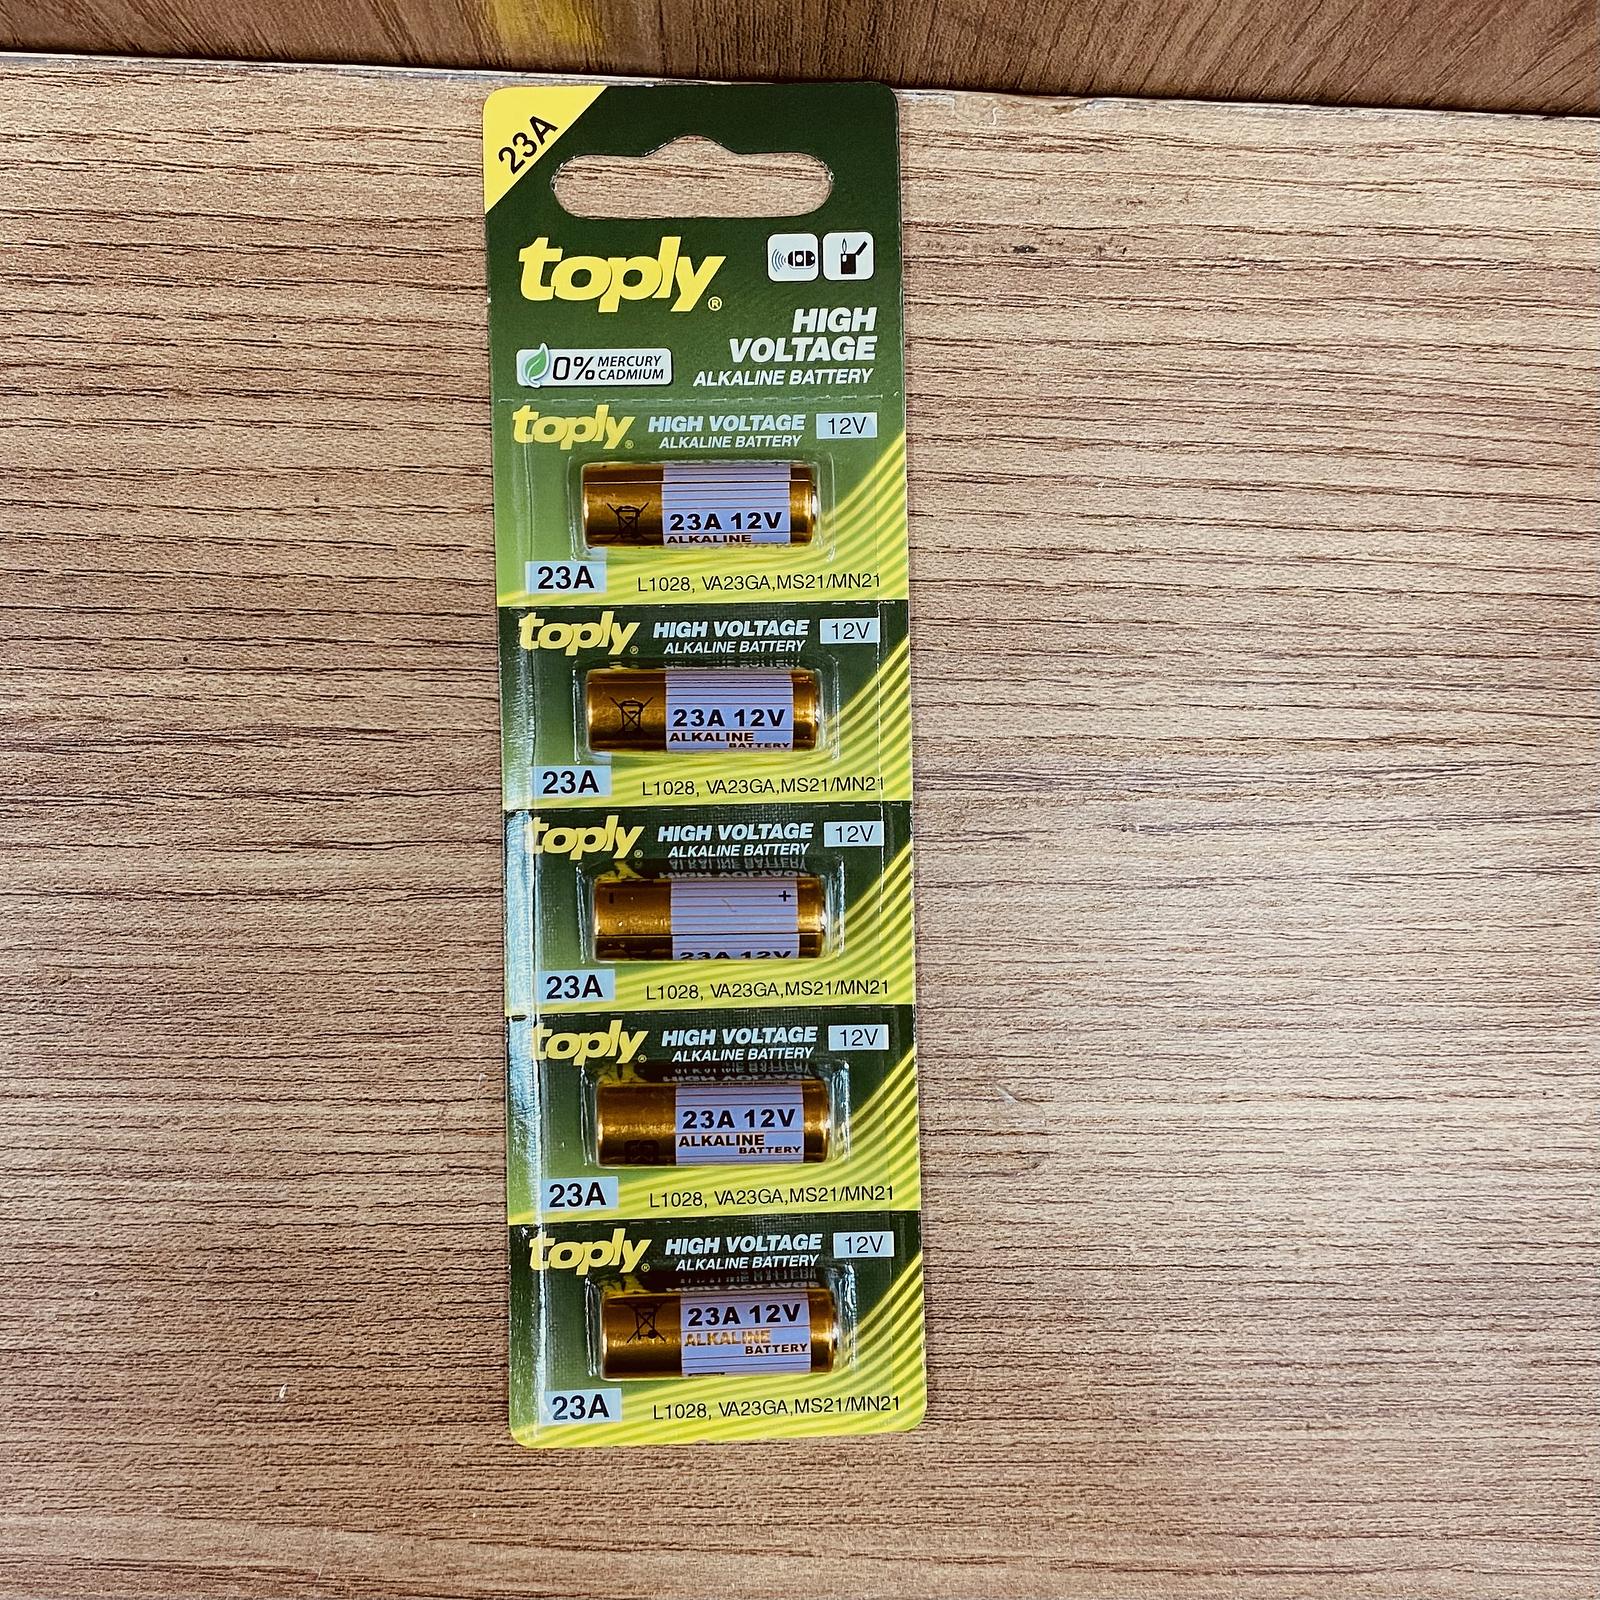 23A
toply®
HIGH
VOLTAGE
ALKALINE BATTERY
0% MERCURY
CADMIUM
toply® HIGH VOLTAGE 12V
ALKALINE BATTERY
23A 12V
ALKALINE
23A L1028, VA23GA,MS21/MN21
toply® HIGH VOLTAGE 12V
ALKALINE BATTERY
23A 12V
ALKALINE
BATTERY
23A L1028, VA23GA,MS21/MN21
toply® HIGH VOLTAGE 12V
ALKALINE BATTERY
- +
23A 12V
23A L1028, VA23GA,MS21/MN21
toply® HIGH VOLTAGE 12V
ALKALINE BATTERY
23A 12V
ALKALINE
BATTERY
23A L1028, VA23GA,MS21/MN21
toply® HIGH VOLTAGE 12V
ALKALINE BATTERY
23A 12V
ALKALINE
BATTERY
23A L1028, VA23GA,MS21/MN21